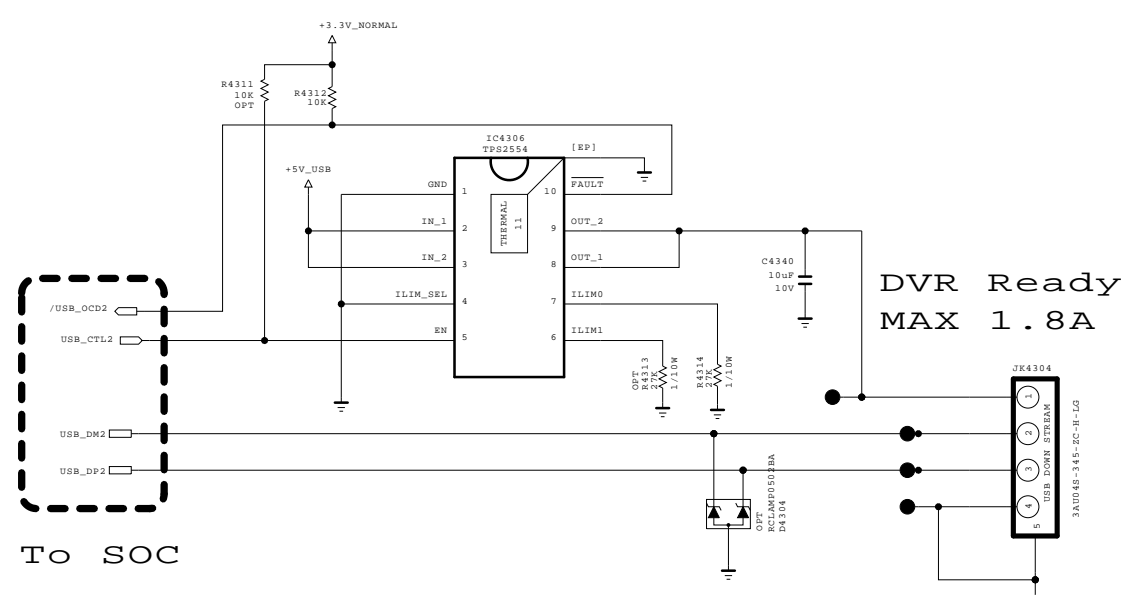 +3.3V_NORMAL
R4311
10K
OPT
R4312
10K
IC4306
TPS2554
[EP]
+5V_USB
GND
1
10
FAULT
IN_1
2
9
OUT_2
THERMAL
11
IN_2
3
8
OUT_1
ILIM_SEL
4
7
ILIM0
EN
5
6
ILIM1
C4340
10uF
10V
DVR Ready
MAX 1.8A
/USB_OCD2
USB_CTL2
USB_DM2
USB_DP2
To SOC
OPT
R4313
27K
1/10W
R4314
27K
1/10W
OPT
RCLAMP0502BA
D4304
JK4304
1
2
3
4
5
USB DOWN STREAM
3AU04S-345-ZC-H-LG